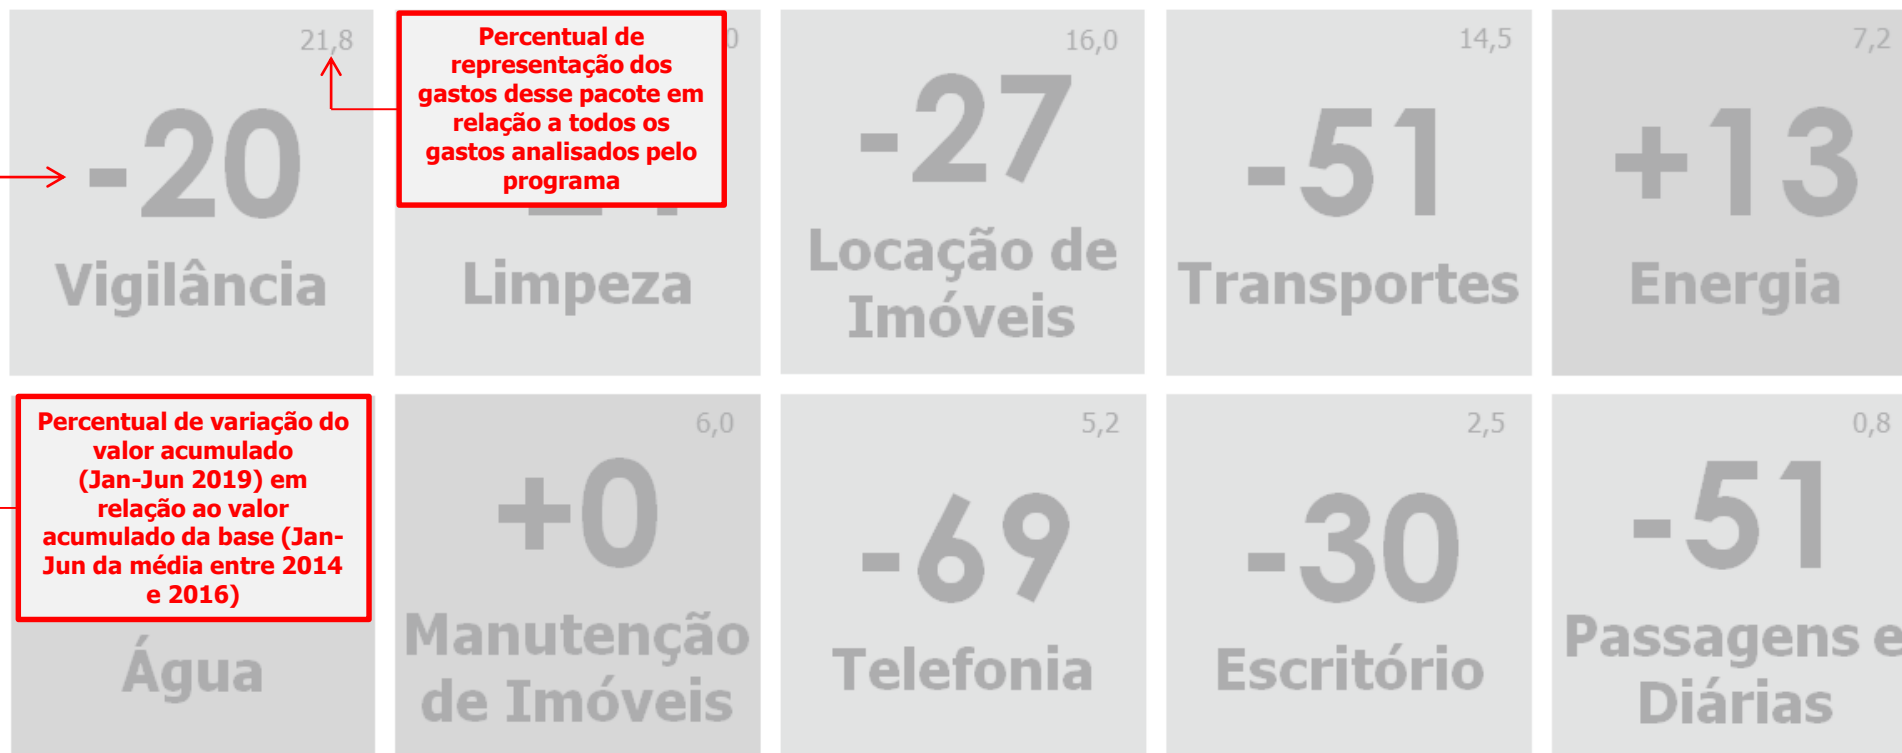 21,8
-20
Vigilância
Percentual de
representação dos
gastos desse pacote em
relação a todos os
gastos analisados pelo
programa
Limpeza
16,0
-27
Locação de
Imóveis
14,5
-51
Transportes
7,2
+13
Energia
Percentual de variação do
valor acumulado
(Jan-Jun 2019) em
relação ao valor
acumulado da base (Jan-
Jun da média entre 2014
e 2016)
Água
6,0
+0
Manutenção
de Imóveis
5,2
-69
Telefonia
2,5
-30
Escritório
0,8
-51
Passagens e
Diárias